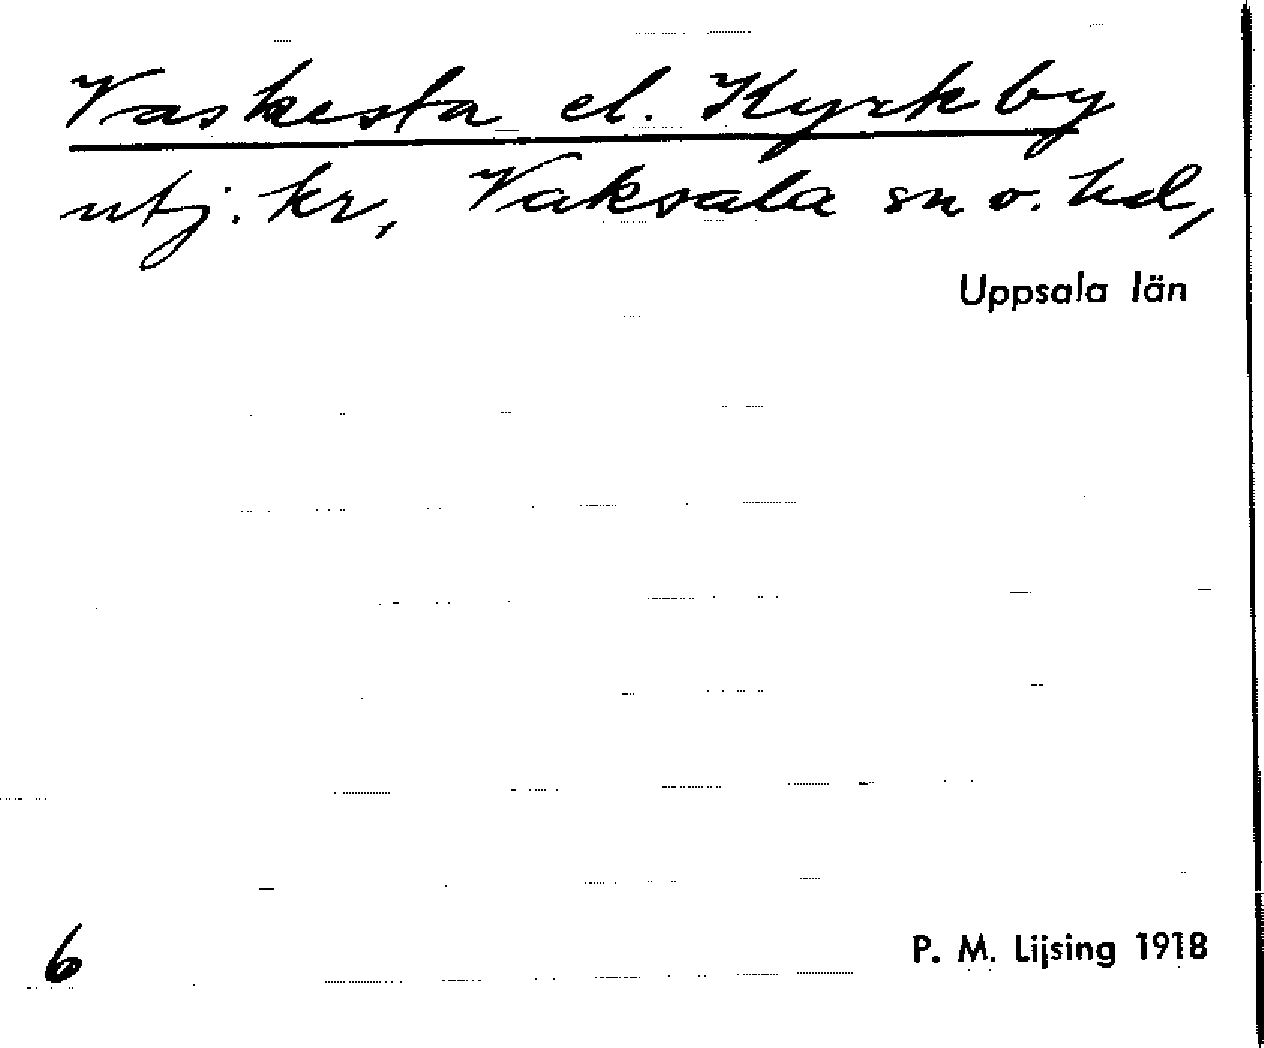 Vaskesta el. Kyrkby
utj. kr, Vaksala sn o. hd,
Uppsala län
6
P. M. Lijsing 1918